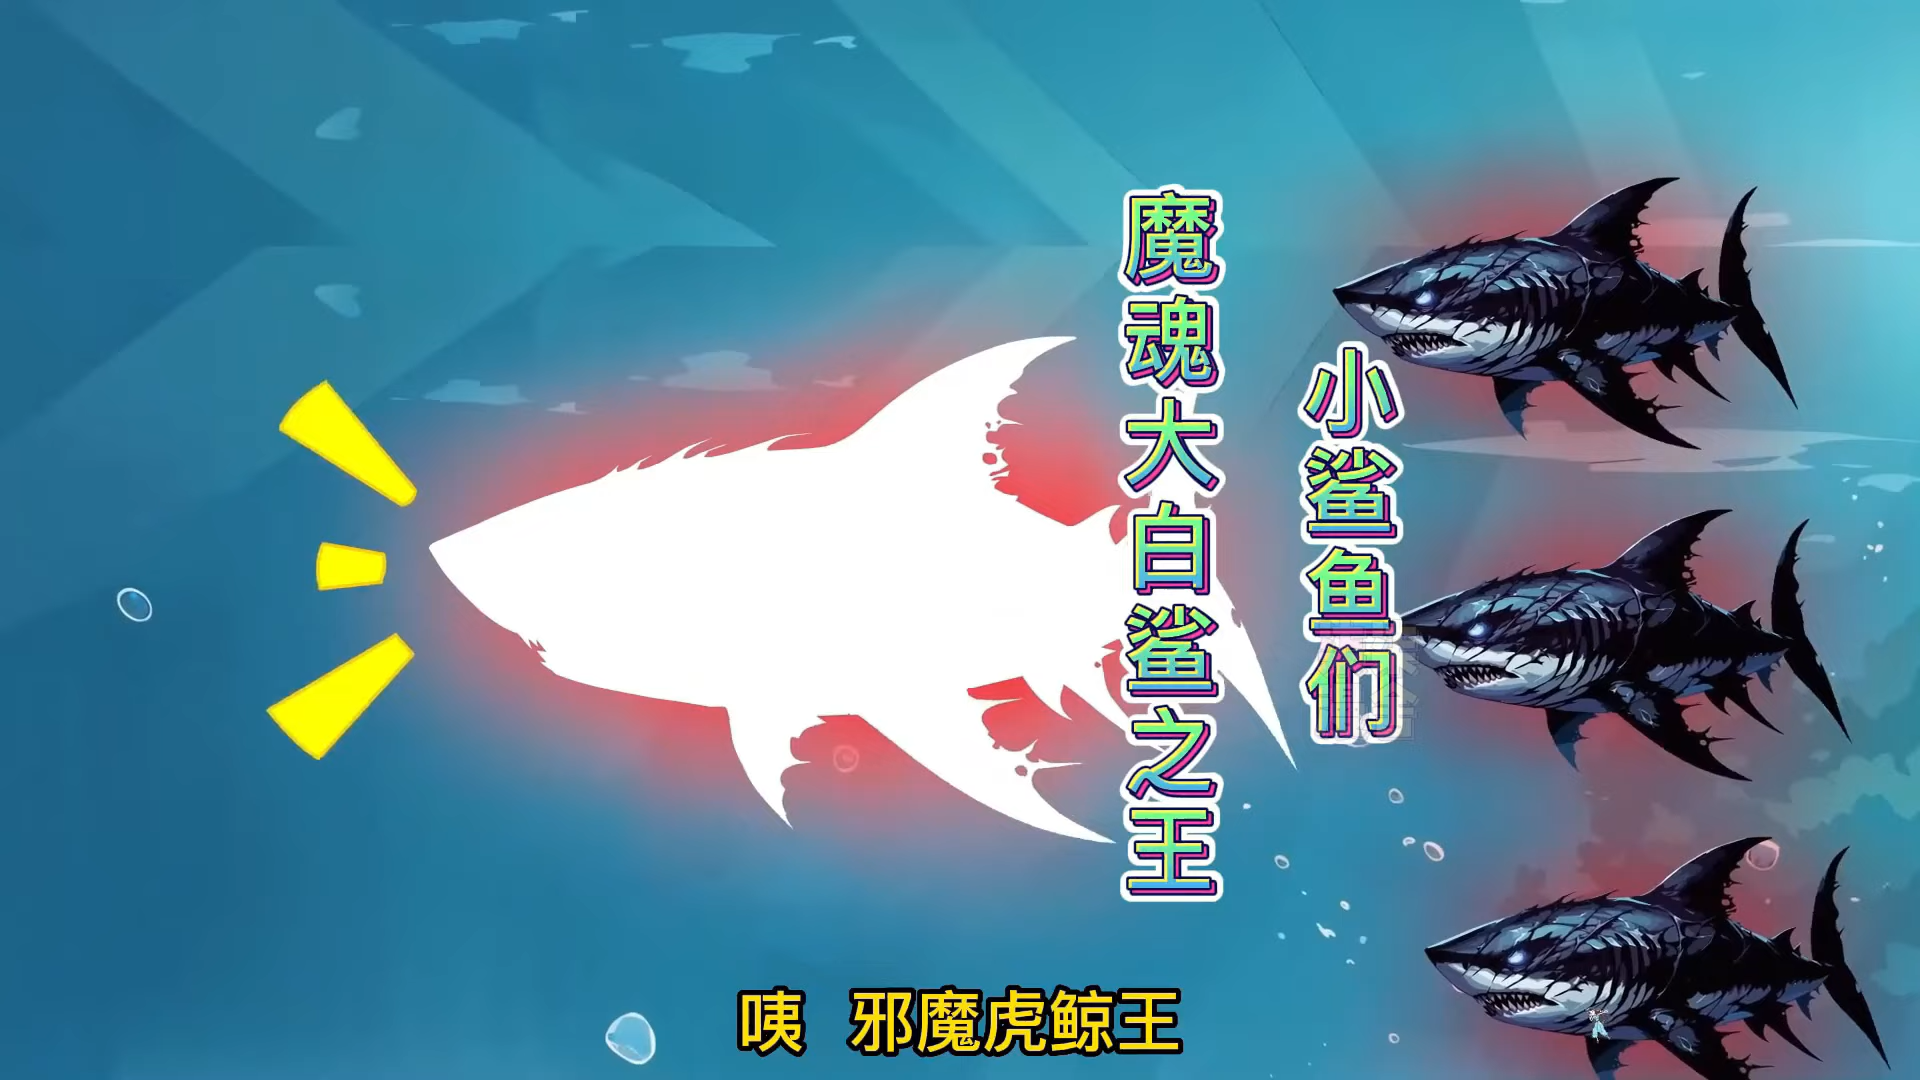 魔魂大白鲨之王
小鲨鱼们
咦 邪魔虎鲸王